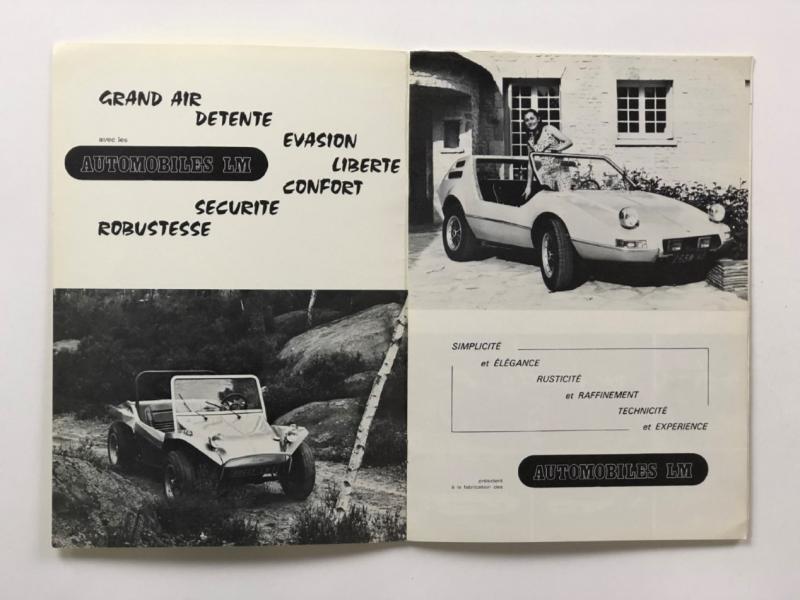 GRAND AIR
DETENTE
avec les
EVASION
AUTOMOBILES LM
LIBERTE
CONFORT
SECURITE
ROBUSTESSE
SIMPLICITÉ
et ÉLÉGANCE
RUSTICITÉ
et RAFFINEMENT
TECHNICITÉ
et EXPERIENCE
président
à la fabrication des
AUTOMOBILES LM